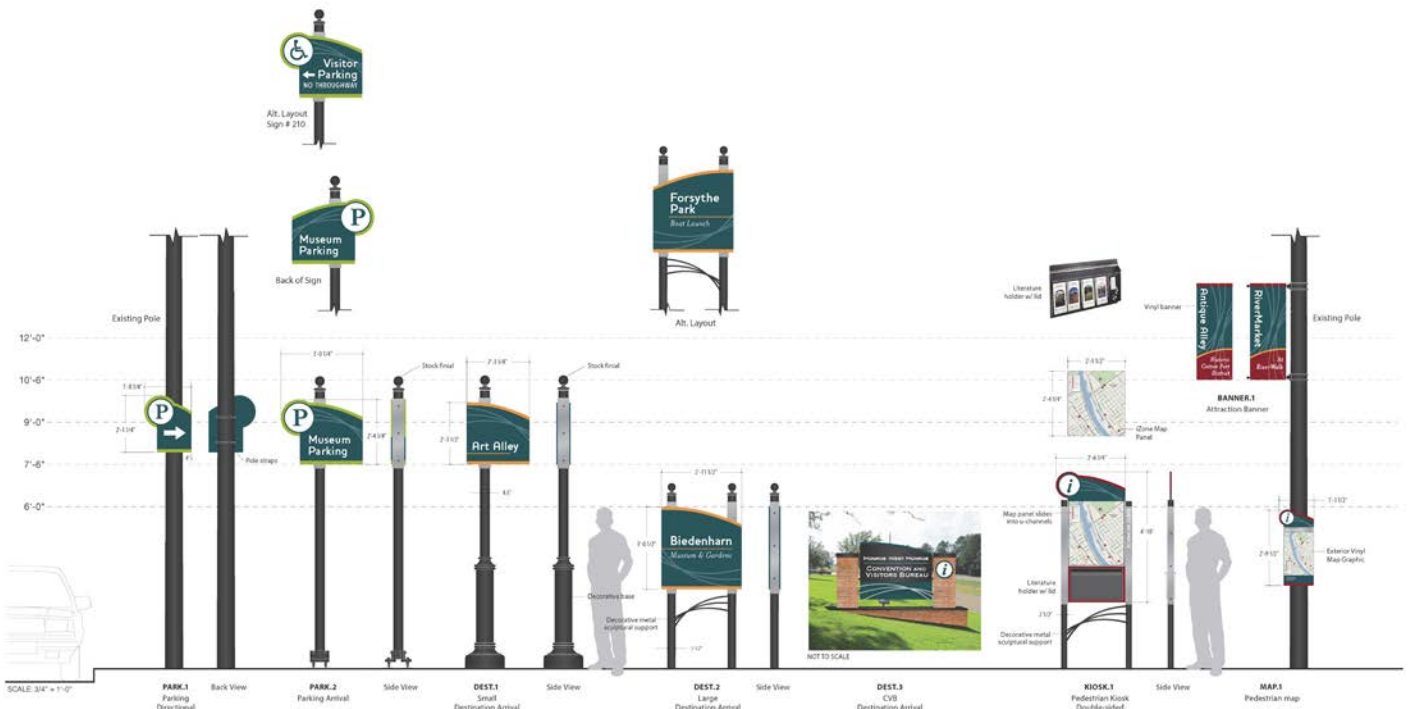 Visitor
Parking
NO THROUGHWAY
Alt. Layout
Sign # 210
P
Museum
Parking
Back of Sign
Forsythe
Park
Boat Launch
Alt. Layout
Literature
holder w/ lid
Vinyl banner
Antique Alley
RiverMarket
At
RiverWalk
Existing Pole
Existing Pole
12'-0"
10'-6"
9'-0"
7'-6"
6'-0"
P
Pole straps
P
Museum
Parking
Stock finial
Art Alley
Stock finial
Decorative base
Biedenharn
Museum & Gardens
Decorative metal
sculptural support
Convention and
Visitors Bureau
i
NOT TO SCALE
iZone Map
Panel
i
Map panel slides
into u-channels
Literature
holder w/ lid
Decorative metal
sculptural support
BANNER.1
Attraction Banner
i
Exterior Vinyl
Map Graphic
SCALE: 3/4" = 1'-0"
PARK.1
Parking
Directional
Back View
PARK.2
Parking Arrival
Side View
DEST.1
Small
Destination Arrival
Side View
DEST.2
Large
Destination Arrival
Side View
DEST.3
CVB
Destination Arrival
KIOSK.1
Pedestrian Kiosk
Double-sided
Side View
MAP.1
Pedestrian map